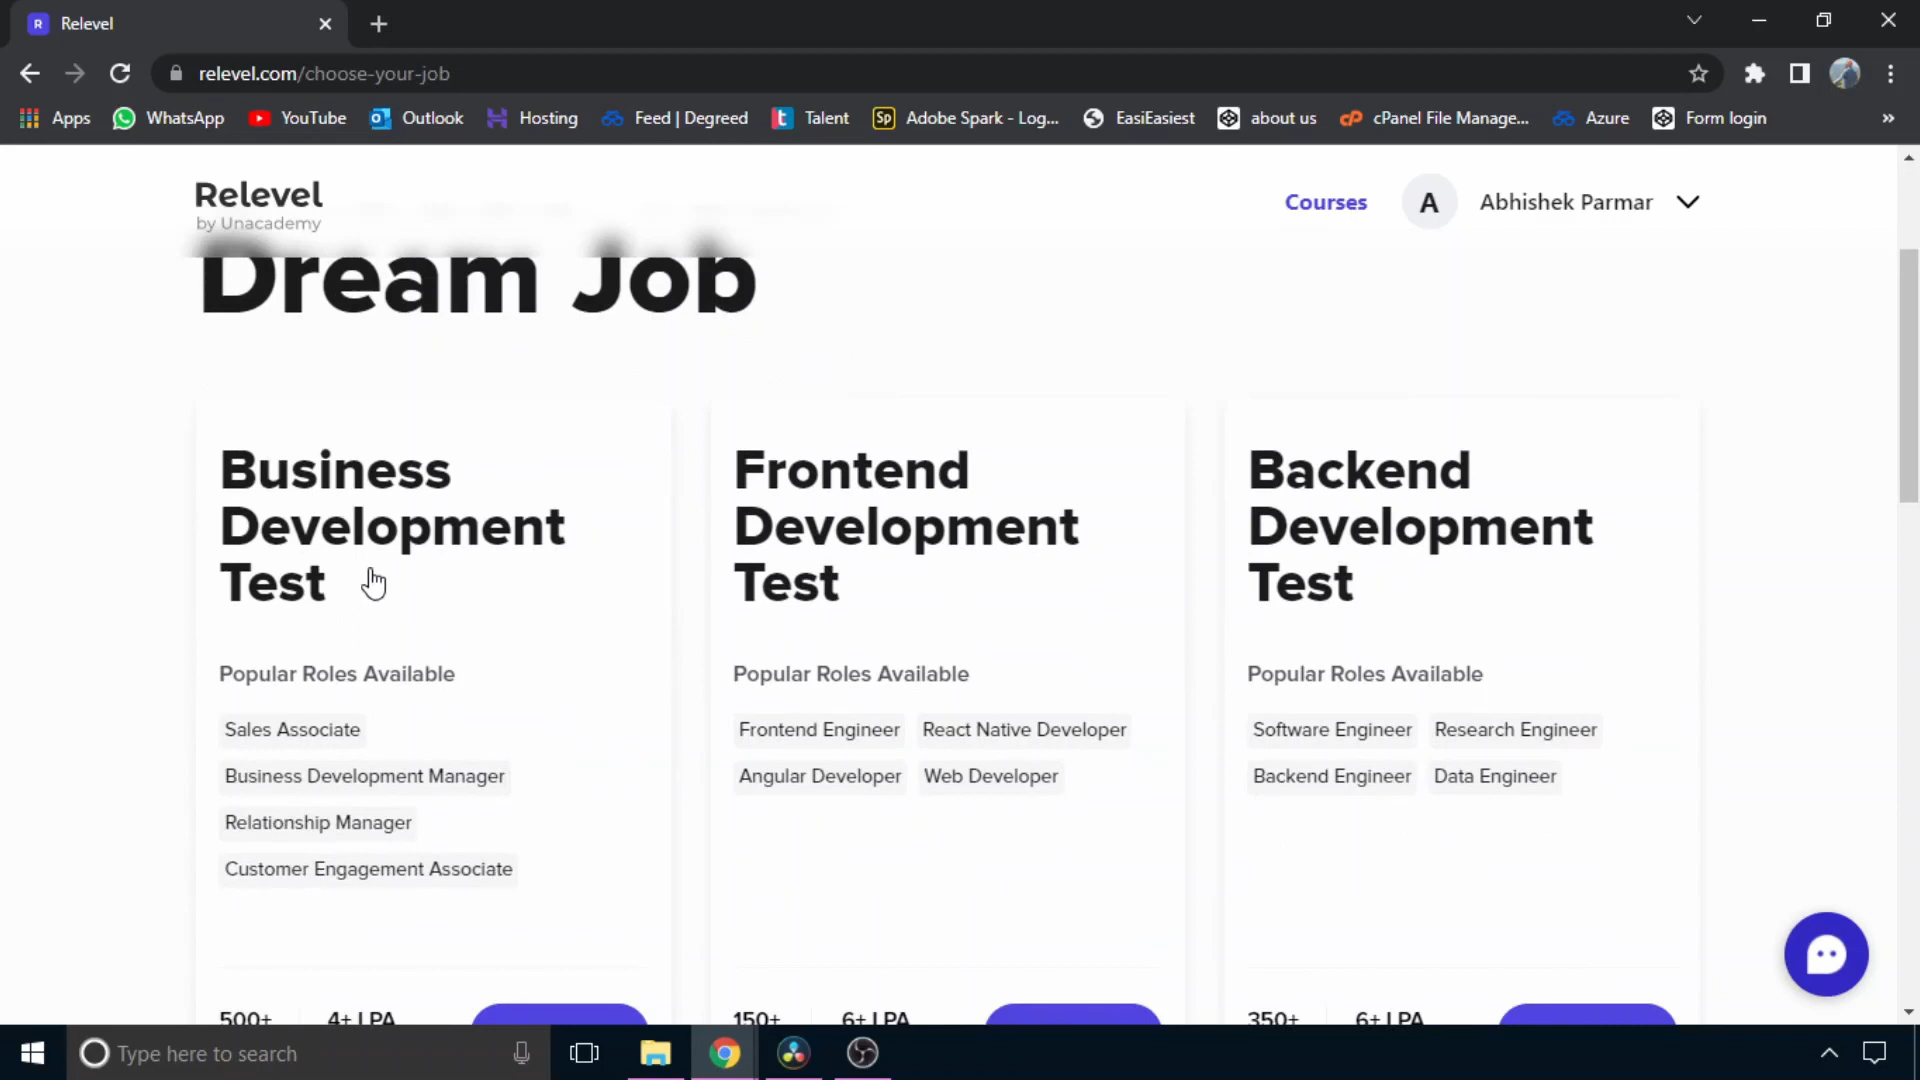 R Relevel
relevel.com/choose-your-job
Apps WhatsApp YouTube Outlook Hosting Feed | Degreed Talent Sp Adobe Spark - Log... EasiEasiest about us cP cPanel File Manage... Azure Form login »
Relevel
by Unacademy
Courses A Abhishek Parmar
Dream Job
Business
Development
Test
Popular Roles Available
Sales Associate
Business Development Manager
Relationship Manager
Customer Engagement Associate
500+ 4+ LPA
Frontend
Development
Test
Popular Roles Available
Frontend Engineer React Native Developer
Angular Developer Web Developer
150+ 6+ LPA
Backend
Development
Test
Popular Roles Available
Software Engineer Research Engineer
Backend Engineer Data Engineer
350+ 6+ LPA
Type here to search